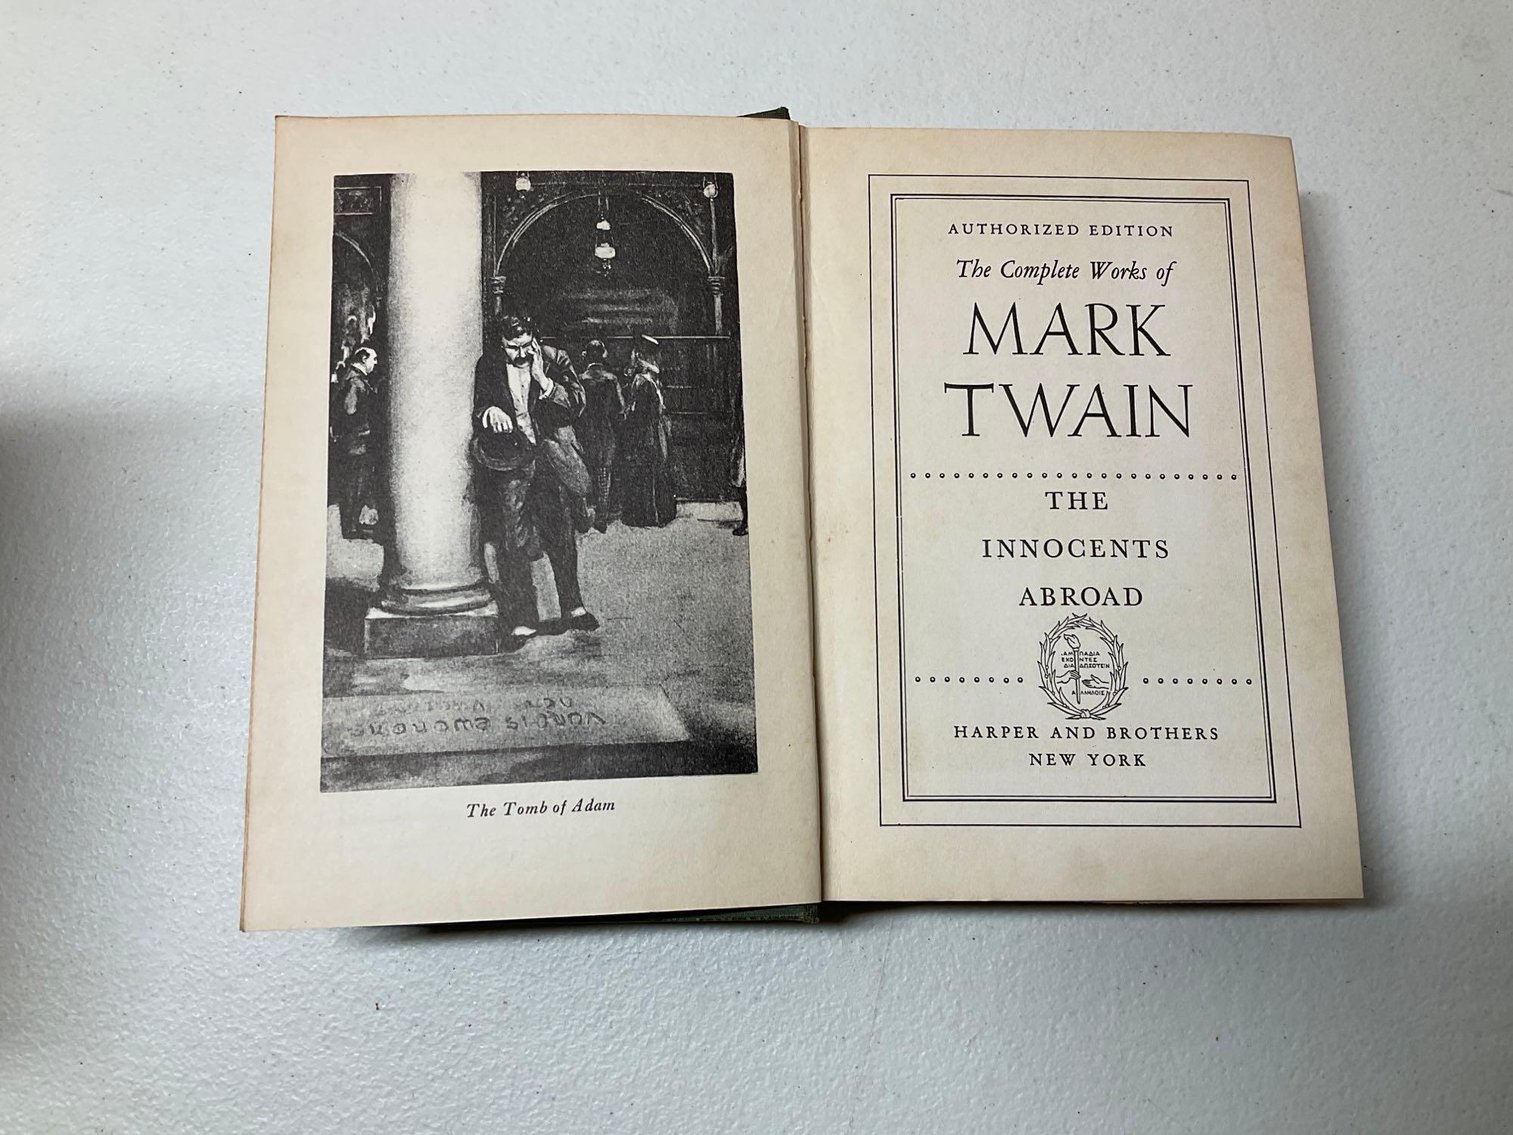 The Tomb of Adam
AUTHORIZED EDITION
The Complete Works of
MARK
TWAIN
THE
INNOCENTS
ABROAD
HARPER AND BROTHERS
NEW YORK